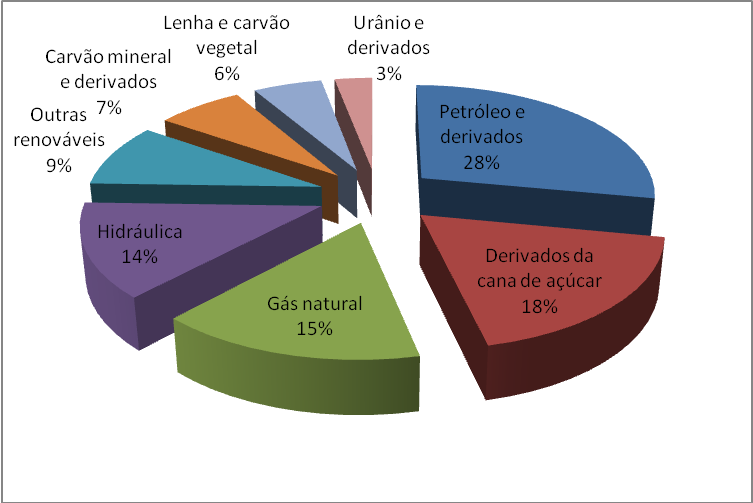 Lenha e carvão
vegetal
6%
Urânio e
derivados
3%
Carvão mineral
e derivados
7%
Outras
renováveis
9%
Petróleo e
derivados
28%
Hidráulica
14%
Derivados da
cana de açúcar
18%
Gás natural
15%